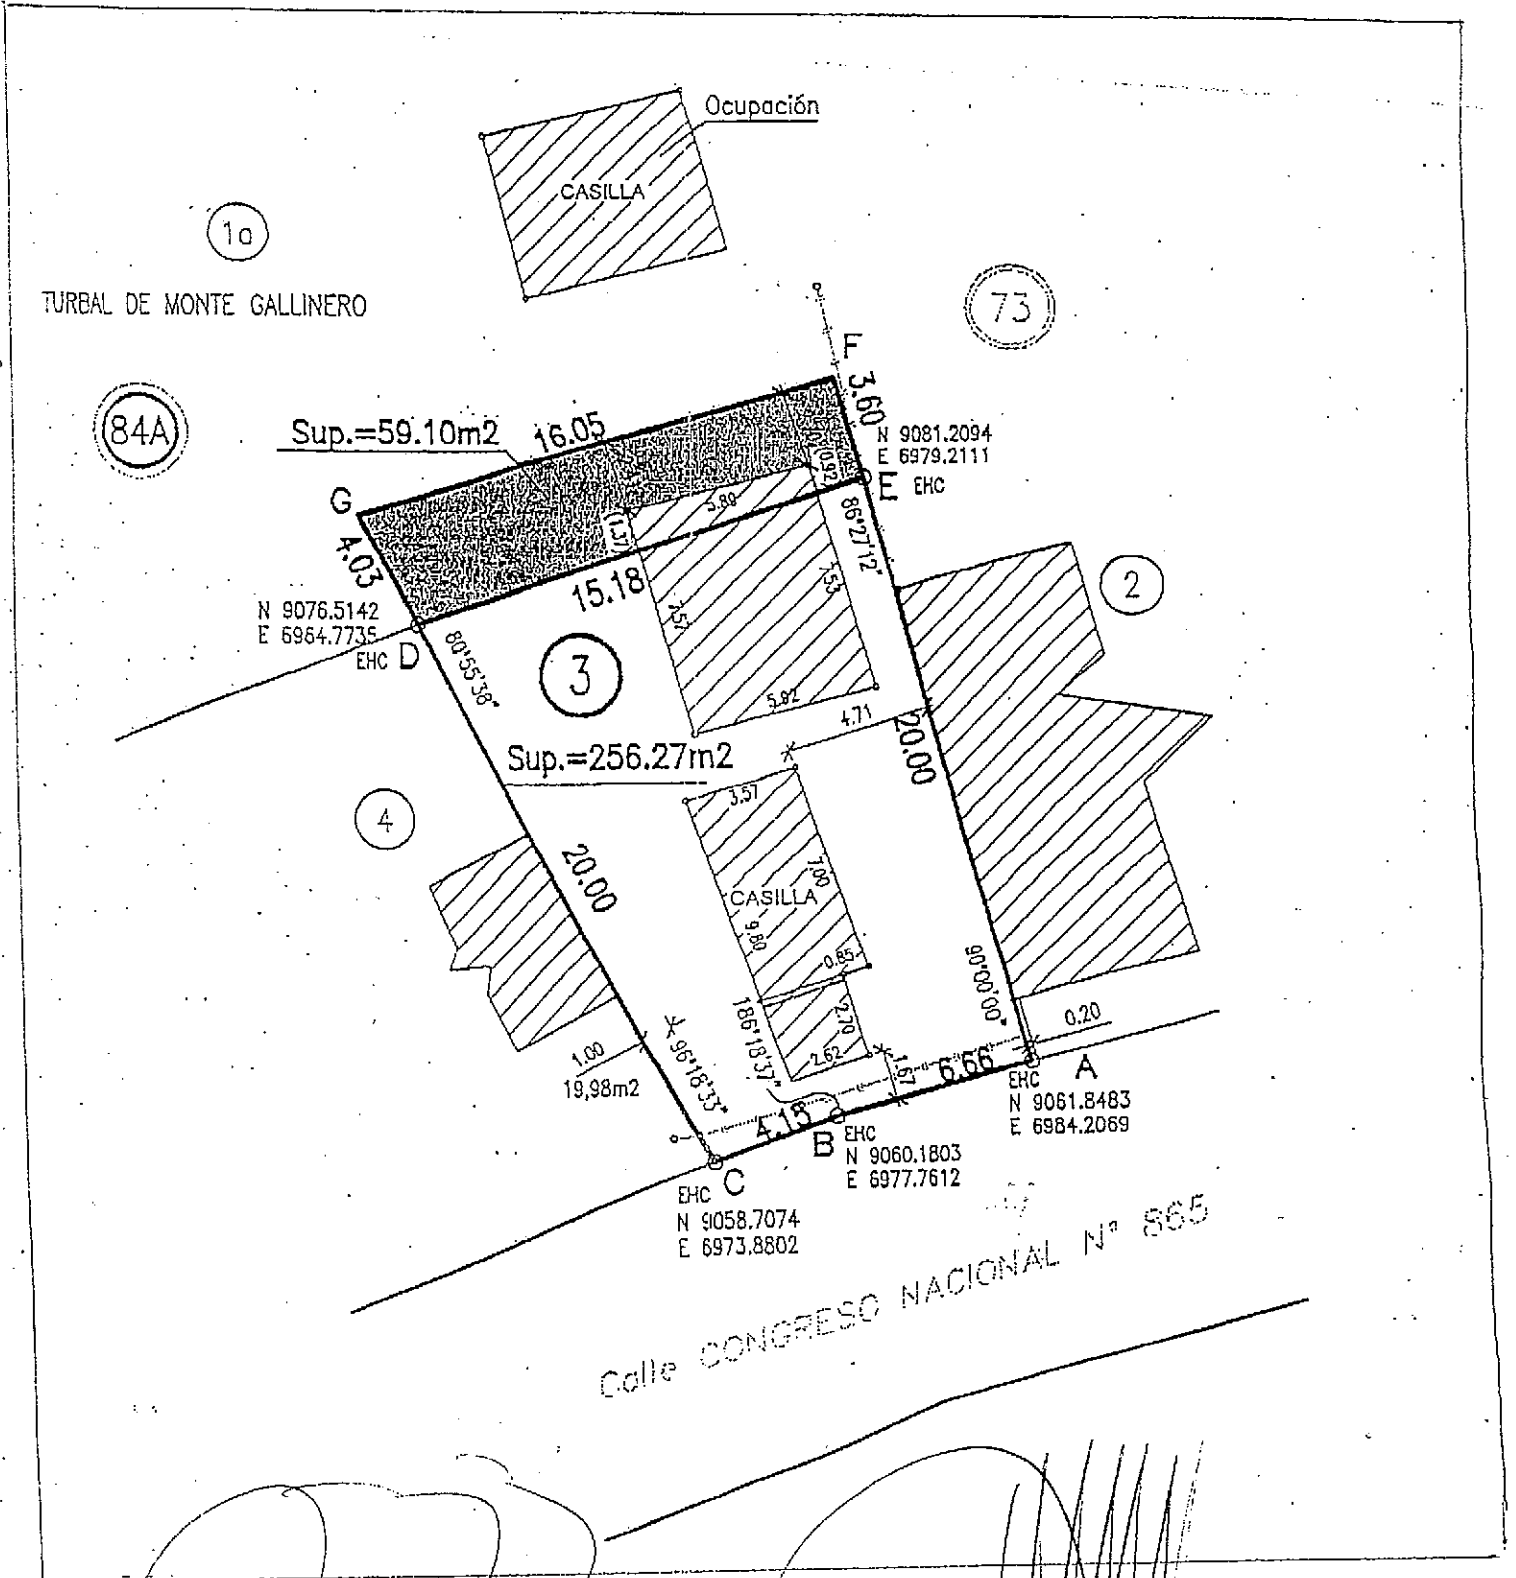 Ocupación
CASILLA
1a
TURBAL DE MONTE GALLINERO
73
84A
F
3.60
Sup.=59.10m2
16.05
N 9081.2094
E 6979.2111
E EHC
G
4.03
(0.92)
5.89
(1.37)
86°27'12"
15.18
7.53
7.57
2
N 9076.5142
E 6964.7735
EHC D
80°55'38"
3
5.92
4.71
20.00
Sup.=256.27m2
4
3.57
20.00
7.00
CASILLA
9.80
0.85
90°00'00"
2.70
186°18'37"
0.20
2.62
1.67
6.66
1.00
19,98m2
96°18'33"
A
EHC
N 9061.8483
E 6984.2069
4.15
B
EHC
N 9060.1803
E 6977.7612
C
EHC
N 9058.7074
E 6973.8802
Calle CONGRESO NACIONAL Nº 865